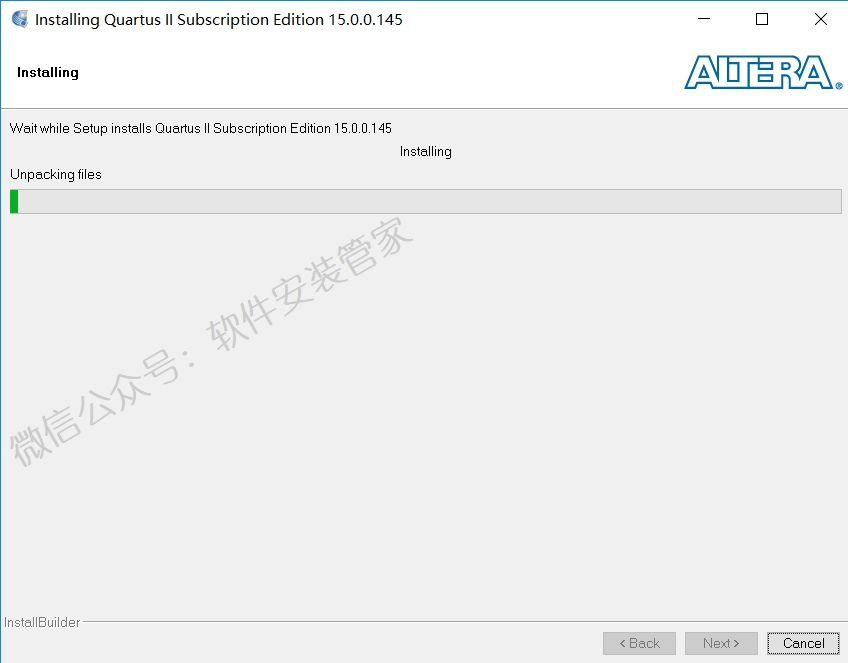 Installing Quartus II Subscription Edition 15.0.0.145
Installing
ALTERA®
Wait while Setup installs Quartus II Subscription Edition 15.0.0.145
Installing
Unpacking files
微信公众号：软件安装管家
InstallBuilder
< Back
Next >
Cancel